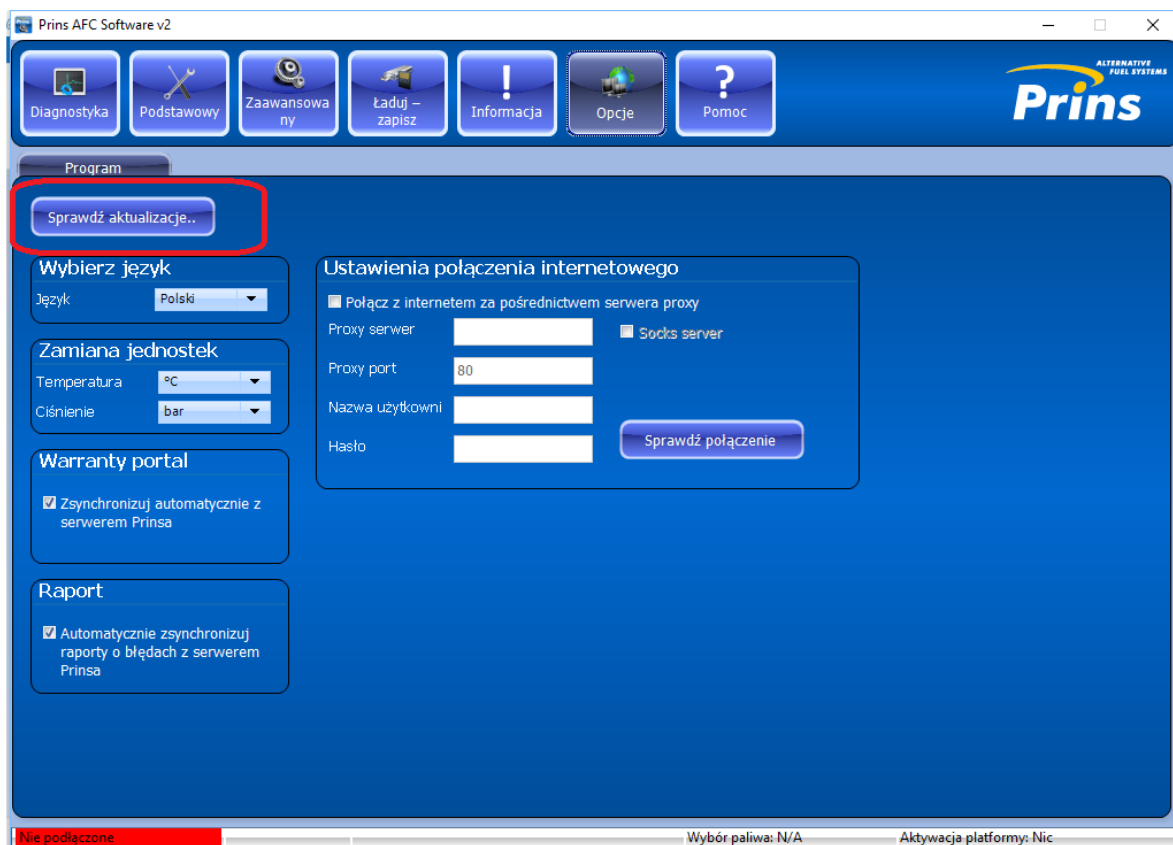 Prins AFC Software v2
ALTERNATIVE
FUEL SYSTEMS
Prins
Diagnostyka
Podstawowy
Zaawansowa
ny
Ładuj –
zapisz
!
Informacja
Opcje
?
Pomoc
Program
Sprawdź aktualizacje..
Wybierz język
Język
Polski
Zamiana jednostek
Temperatura
°C
Ciśnienie
bar
Warranty portal
Zsynchronizuj automatycznie z
serwerem Prinsa
Raport
Automatycznie zsynchronizuj
raporty o błędach z serwerem
Prinsa
Ustawienia połączenia internetowego
Połącz z internetem za pośrednictwem serwera proxy
Proxy serwer
Socks server
Proxy port
80
Nazwa użytkowni
Hasło
Sprawdź połączenie
Nie podłączone
Wybór paliwa: N/A
Aktywacja platformy: Nic